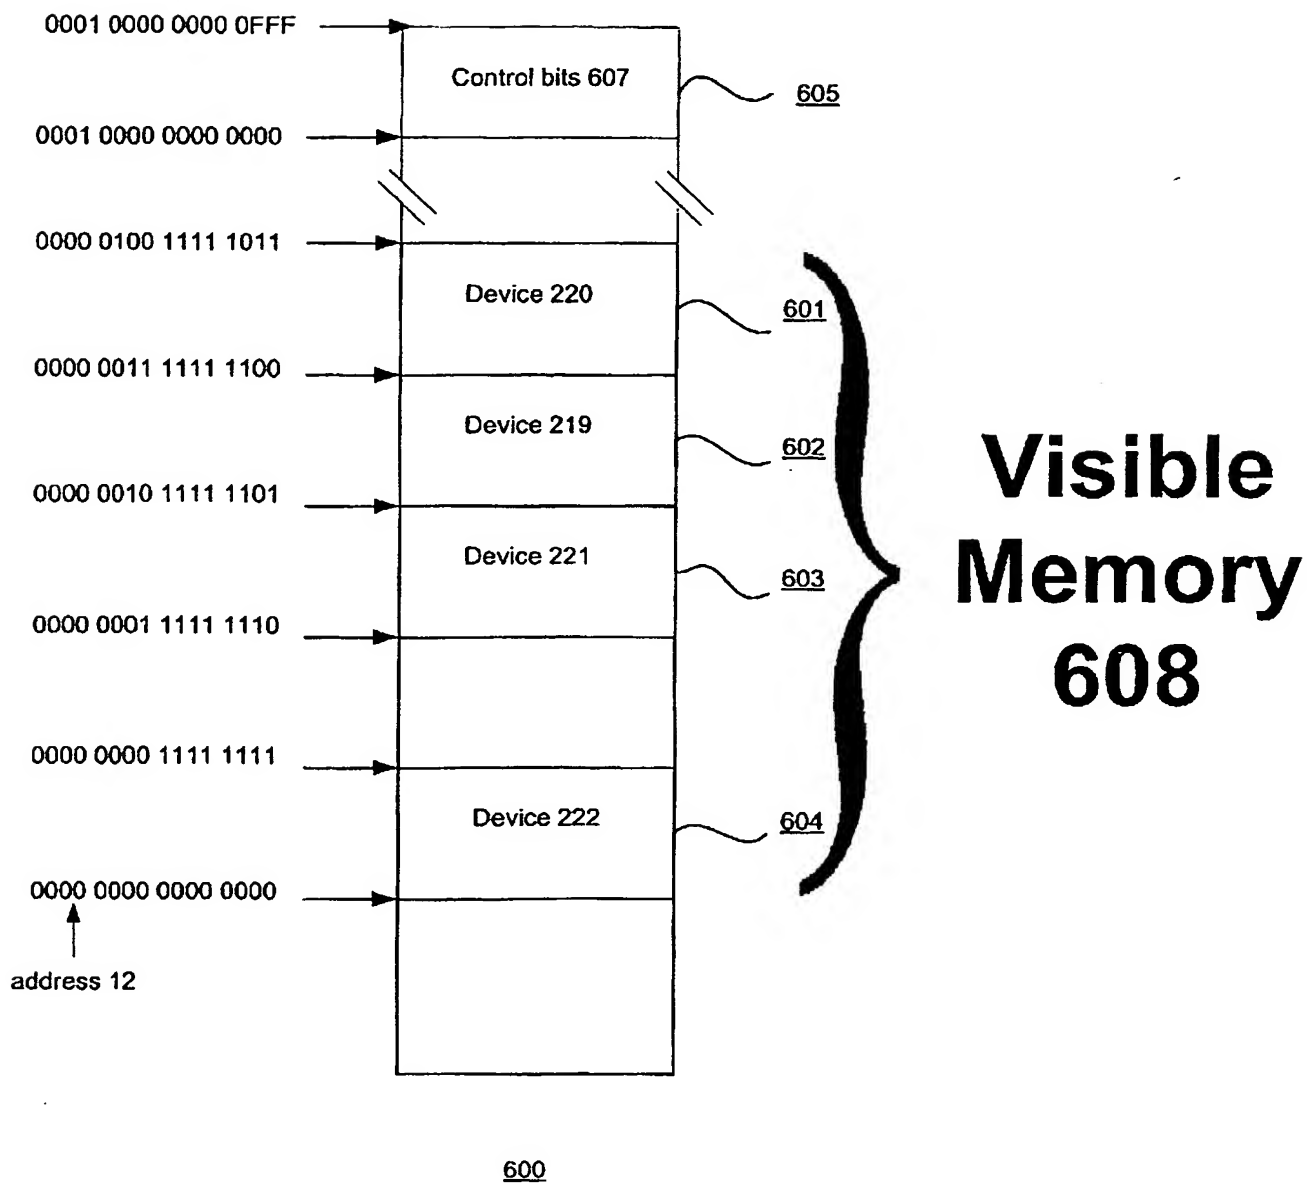 0001 0000 0000 0FFF
Control bits 607
605
0001 0000 0000 0000
0000 0100 1111 1011
Device 220
601
0000 0011 1111 1100
Device 219
602
0000 0010 1111 1101
Device 221
603
0000 0001 1111 1110
0000 0000 1111 1111
Device 222
604
0000 0000 0000 0000
address 12
Visible
Memory
608
600